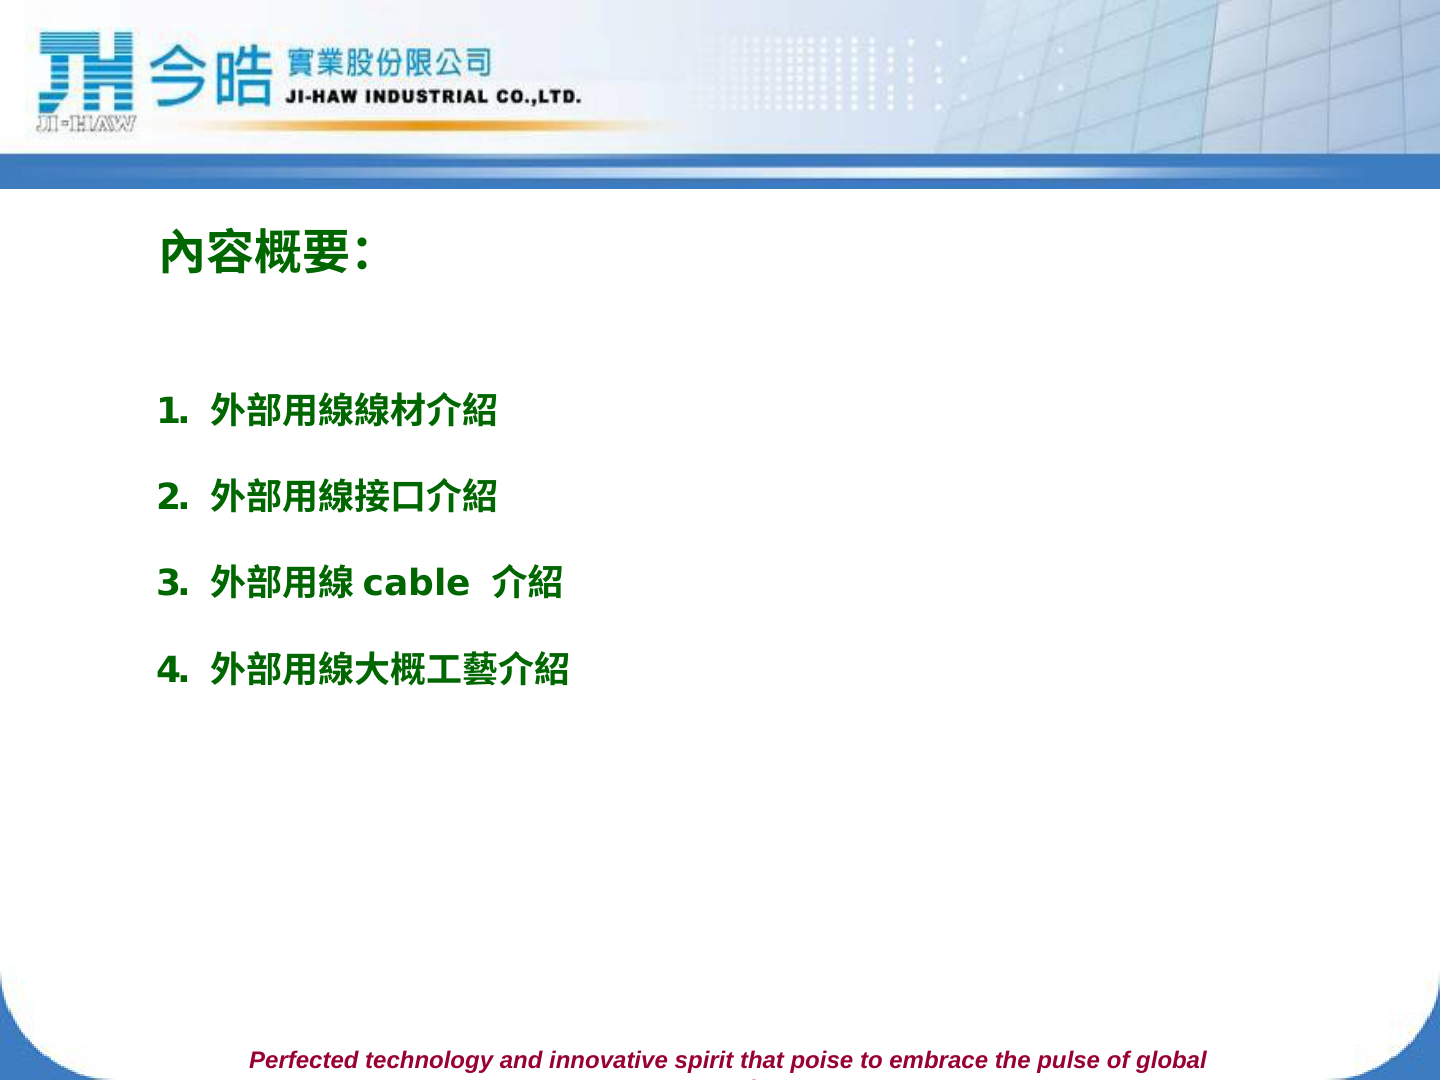 今皓 實業股份限公司
JI-HAW INDUSTRIAL CO.,LTD.
JI-HAW
內容概要：
1. 外部用線線材介紹
2. 外部用線接口介紹
3. 外部用線 cable 介紹
4. 外部用線大概工藝介紹
Perfected technology and innovative spirit that poise to embrace the pulse of global